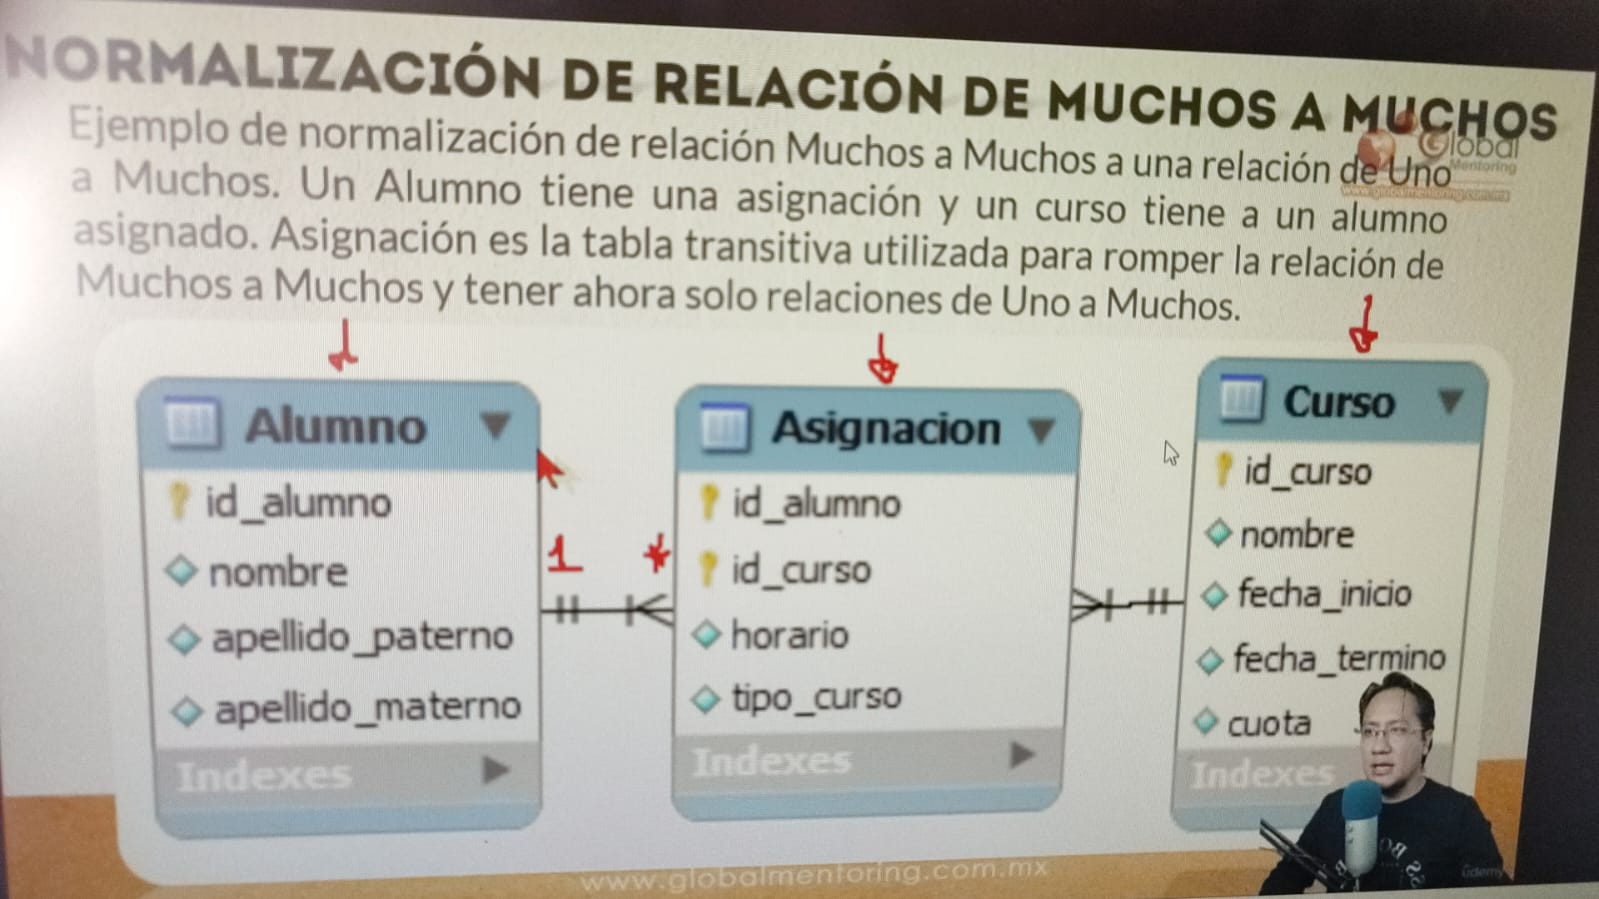 NORMALIZACIÓN DE RELACIÓN DE MUCHOS A MUCHOS
Global
Mentoring
www.globalmentoring.com.mx
Ejemplo de normalización de relación Muchos a Muchos a una relación de Uno
a Muchos. Un Alumno tiene una asignación y un curso tiene a un alumno
asignado. Asignación es la tabla transitiva utilizada para romper la relación de
Muchos a Muchos y tener ahora solo relaciones de Uno a Muchos.
Alumno
id_alumno
nombre
apellido_paterno
apellido_materno
Indexes
1 *
Asignacion
id_alumno
id_curso
horario
tipo_curso
Indexes
Curso
id_curso
nombre
fecha_inicio
fecha_termino
cuota
Indexes
www.globalmentoring.com.mx
ûdemy